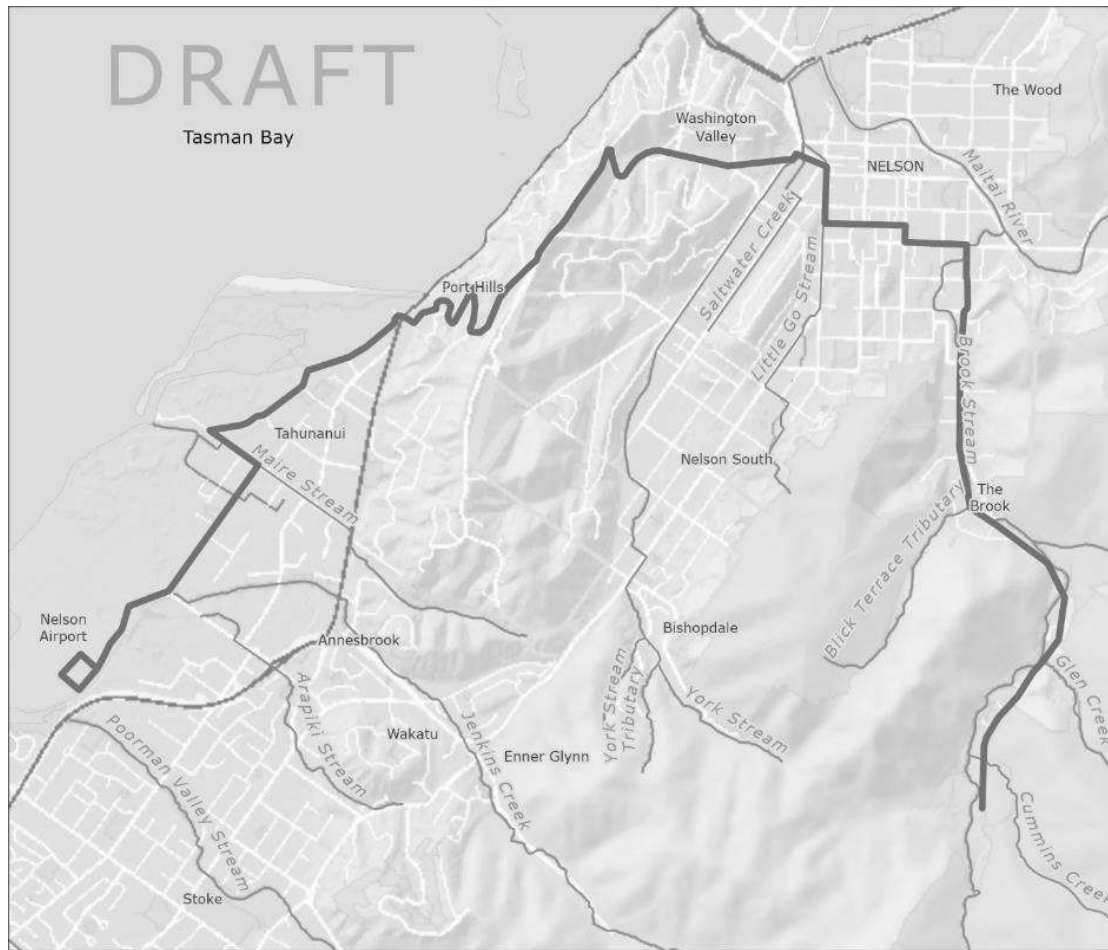 DRAFT
Tasman Bay
The Wood
Washington
Valley
NELSON
Maitai River
Saltwater Creek
Port Hills
Little Go Stream
Brook Stream
Tahunanui
Maire Stream
Nelson South
The
Brook
Blick Terrace Tributary
Nelson
Airport
Annesbrook
Bishopdale
Glen Creek
York Stream
Tributary
York Stream
Arapiki Stream
Wakatu
Jenkins Creek
Enner Glynn
Poorman Valley Stream
Cummins Creek
Stoke